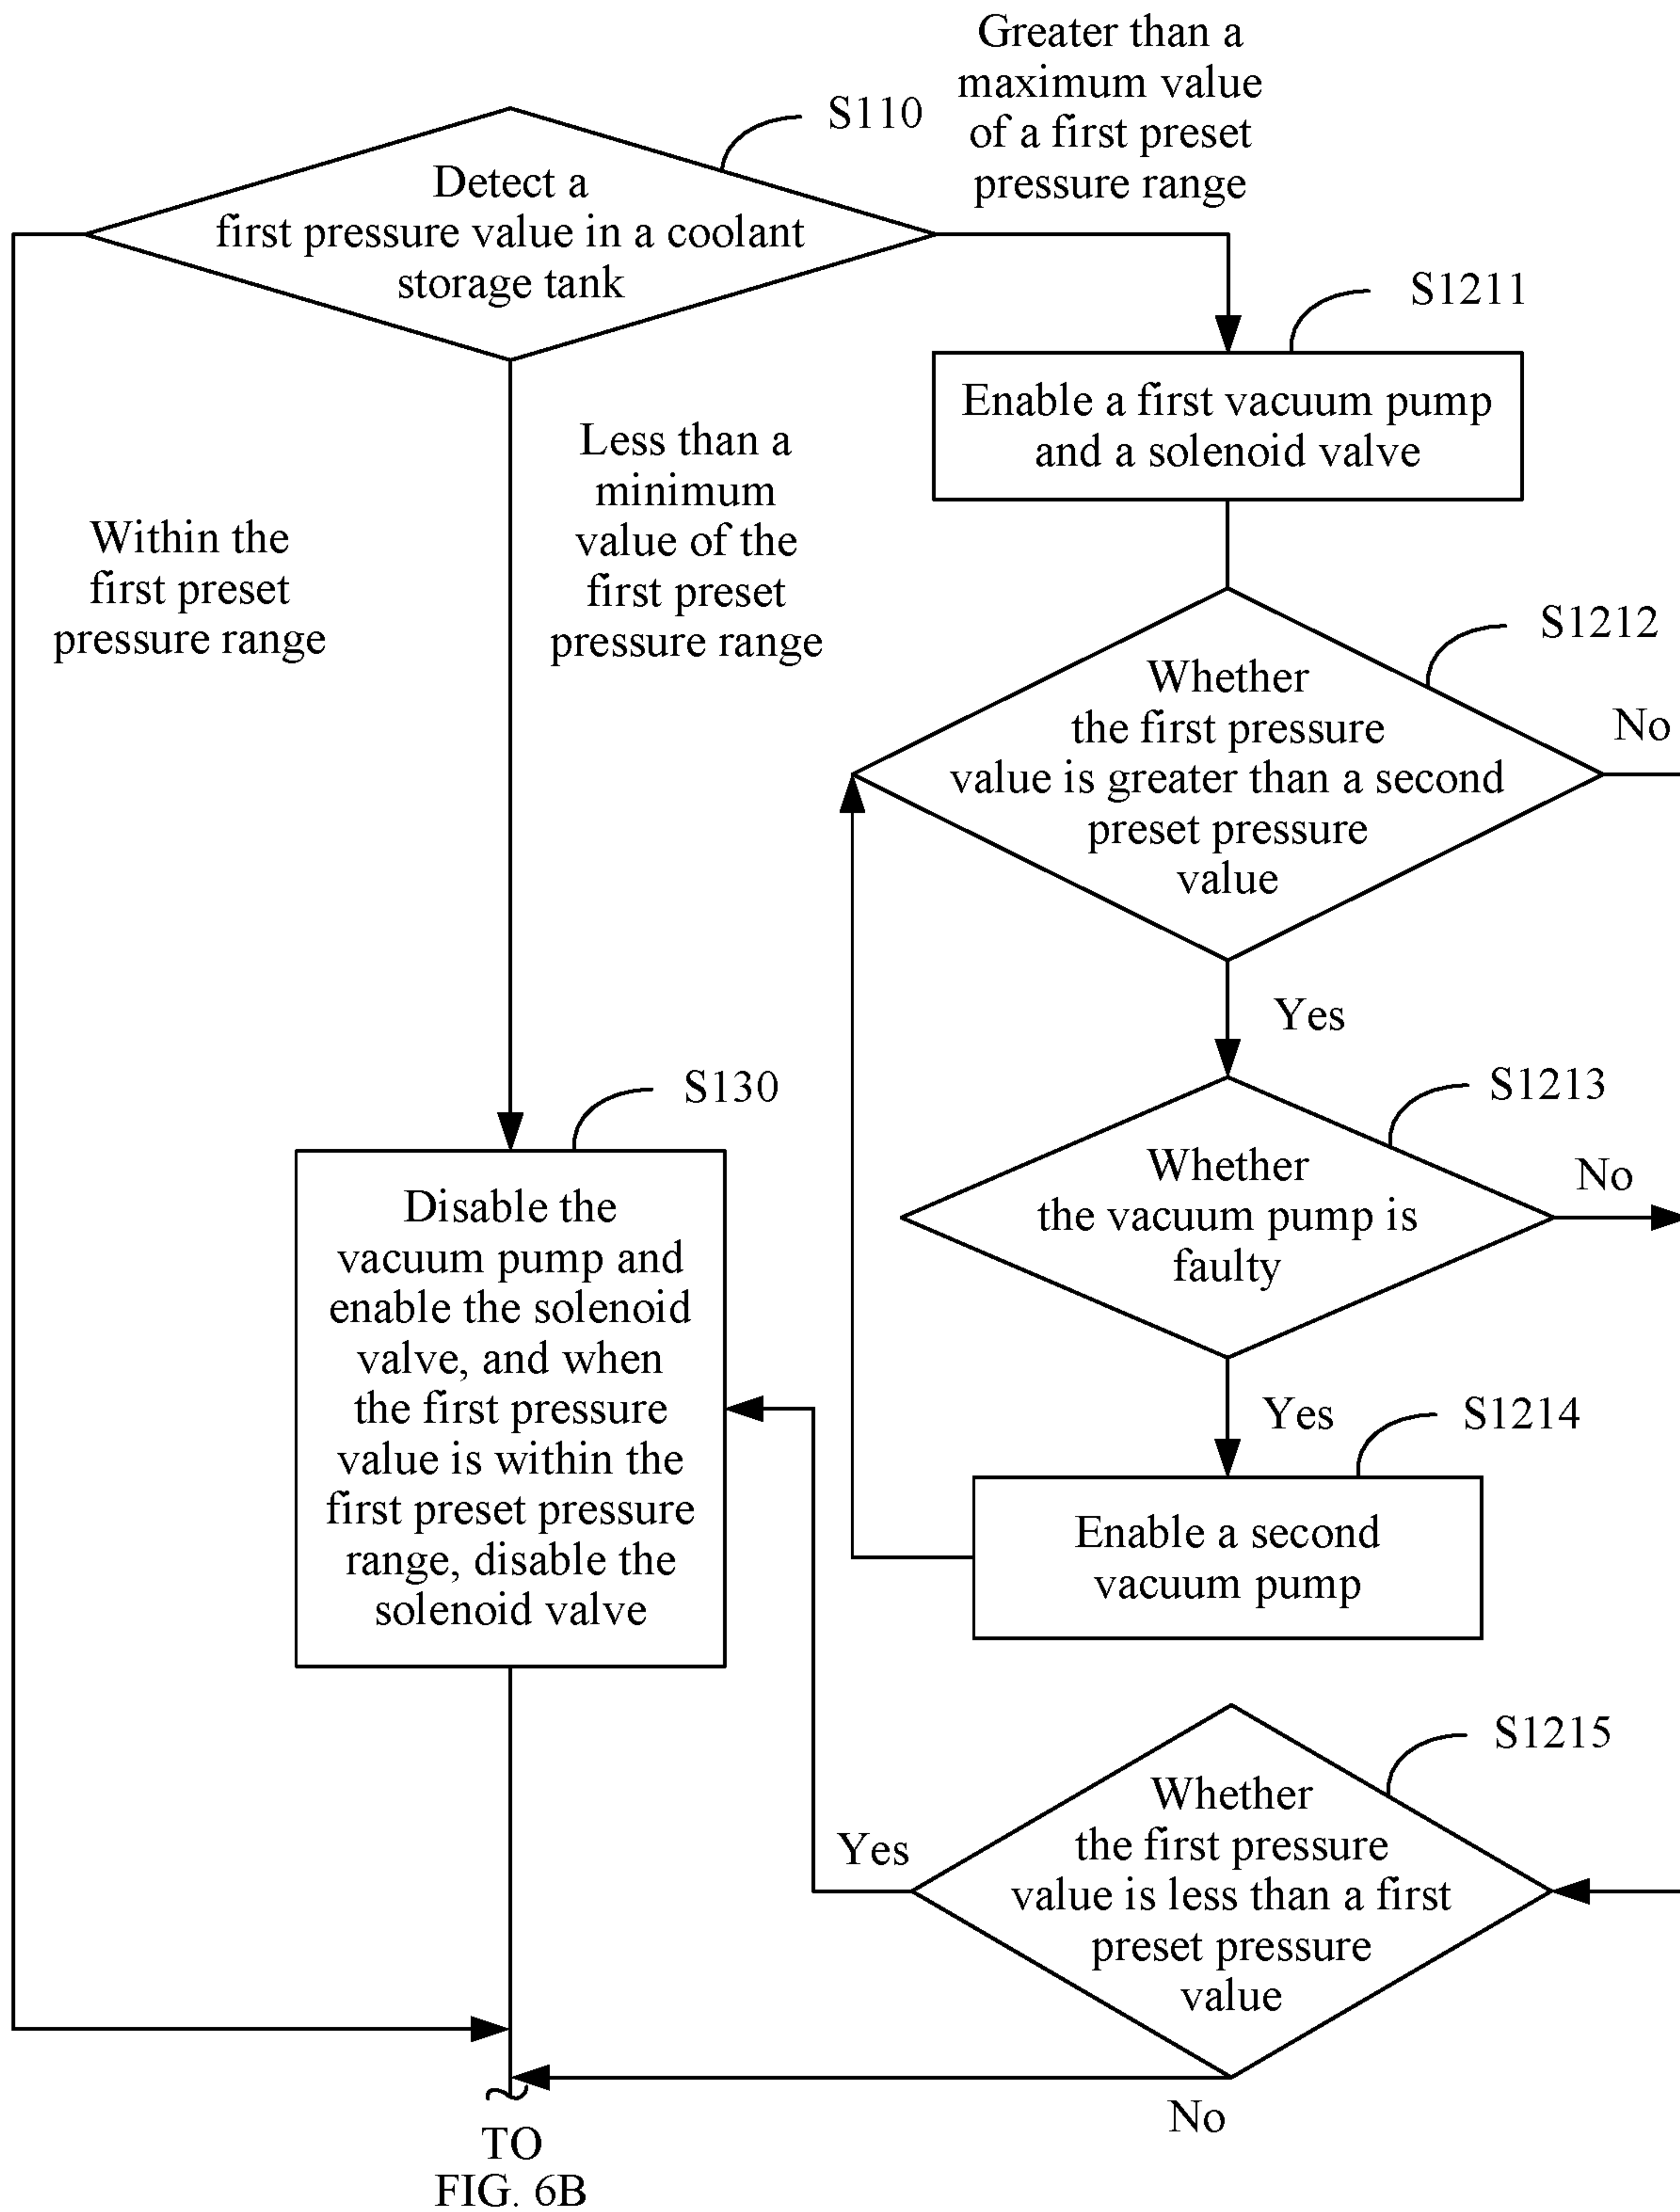 Greater than a
maximum value
of a first preset
pressure range
S110
Detect a
first pressure value in a coolant
storage tank
S1211
Enable a first vacuum pump
and a solenoid valve
Less than a
minimum
value of the
first preset
pressure range
Within the
first preset
pressure range
S1212
Whether
the first pressure
value is greater than a second
preset pressure
value
No
Yes
S130
S1213
Whether
the vacuum pump is
faulty
No
Disable the
vacuum pump and
enable the solenoid
valve, and when
the first pressure
value is within the
first preset pressure
range, disable the
solenoid valve
Yes
S1214
Enable a second
vacuum pump
S1215
Whether
the first pressure
value is less than a first
preset pressure
value
Yes
No
TO
FIG. 6B